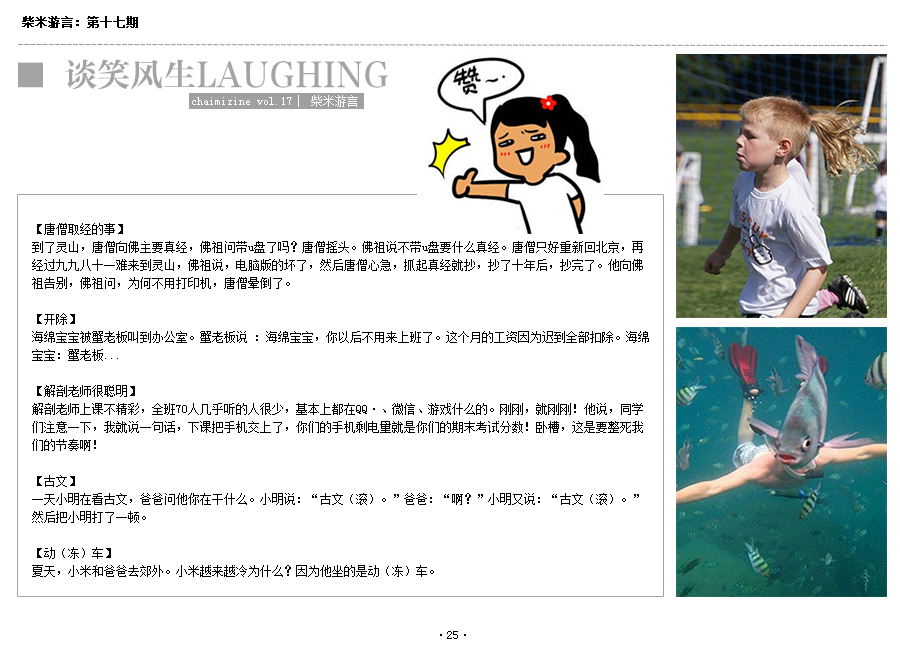 柴米游言：第十七期
谈笑风生LAUGHING
chaimizine vol.17 | 柴米游言
赞~·
【唐僧取经的事】
到了灵山，唐僧向佛主要真经，佛祖问带u盘了吗？唐僧摇头。佛祖说不带u盘要什么真经。唐僧只好重新回北京，再
经过九九八十一难来到灵山，佛祖说，电脑版的坏了，然后唐僧心急，抓起真经就抄，抄了十年后，抄完了。他向佛
祖告别，佛祖问，为何不用打印机，唐僧晕倒了。
【开除】
海绵宝宝被蟹老板叫到办公室。蟹老板说 ：海绵宝宝，你以后不用来上班了。这个月的工资因为迟到全部扣除。海绵
宝宝：蟹老板...
【解剖老师很聪明】
解剖老师上课不精彩，全班70人几乎听的人很少，基本上都在QQ·、微信、游戏什么的。刚刚，就刚刚！他说，同学
们注意一下，我就说一句话，下课把手机交上了，你们的手机剩电量就是你们的期末考试分数！卧槽，这是要整死我
们的节奏啊！
【古文】
一天小明在看古文，爸爸问他你在干什么。小明说：“古文（滚）。”爸爸：“啊？”小明又说：“古文（滚）。”
然后把小明打了一顿。
【动（冻）车】
夏天，小米和爸爸去郊外。小米越来越冷为什么？因为他坐的是动（冻）车。
·25·